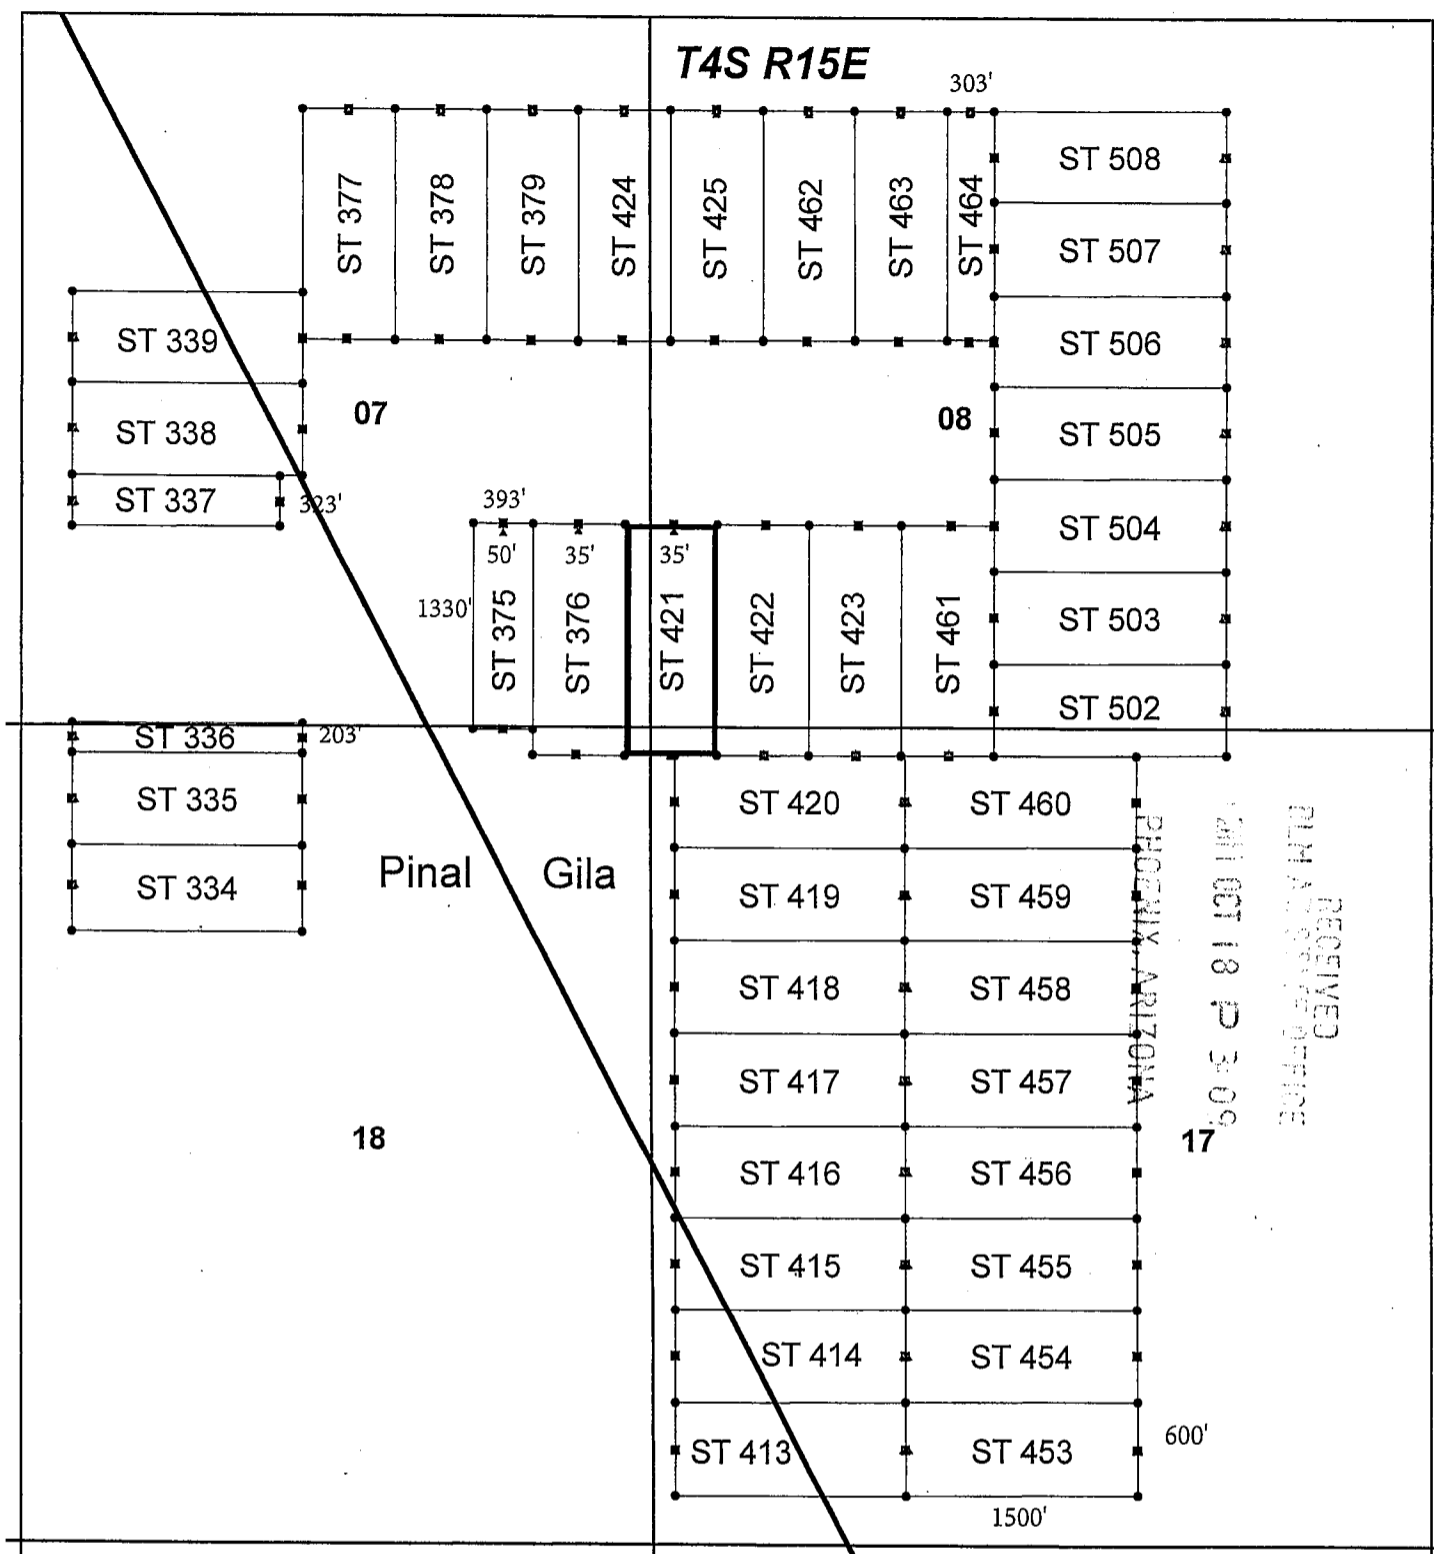 T4S R15E
303'
ST 377
ST 378
ST 379
ST 424
ST 425
ST 462
ST 463
ST 464
ST 508
ST 507
ST 506
ST 505
ST 504
ST 503
ST 502
ST 339
ST 338
ST 337
323'
07
08
393'
50'
35'
35'
1330'
ST 375
ST 376
ST 421
ST 422
ST 423
ST 461
ST 336
203'
ST 335
ST 334
Pinal
Gila
ST 420
ST 460
ST 419
ST 459
ST 418
ST 458
ST 417
ST 457
ST 416
ST 456
ST 415
ST 455
ST 414
ST 454
ST 413
ST 453
18
17
600'
1500'
RECEIVED
BLM OFFICE
OCT 18 P 3:09
PHOENIX, ARIZONA